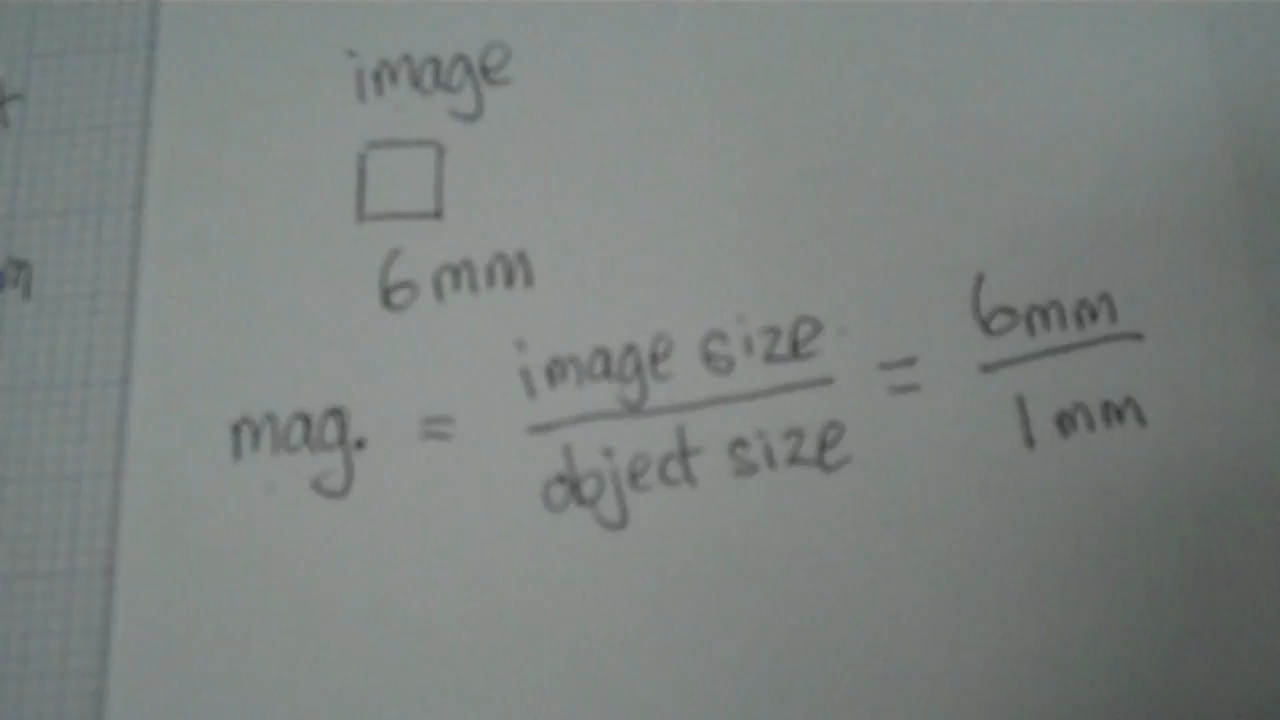 image
6mm
mag. = image size / object size = 6mm / 1mm